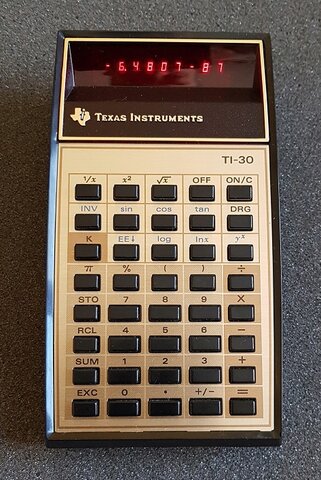 -6.4807-87
TEXAS INSTRUMENTS
TI-30
1/x x² √x OFF ON/C
INV sin cos tan DRG
K EE↓ log lnx yˣ
π % ( ) ÷
STO 7 8 9 X
RCL 4 5 6 −
SUM 1 2 3 +
EXC 0 . +/− =